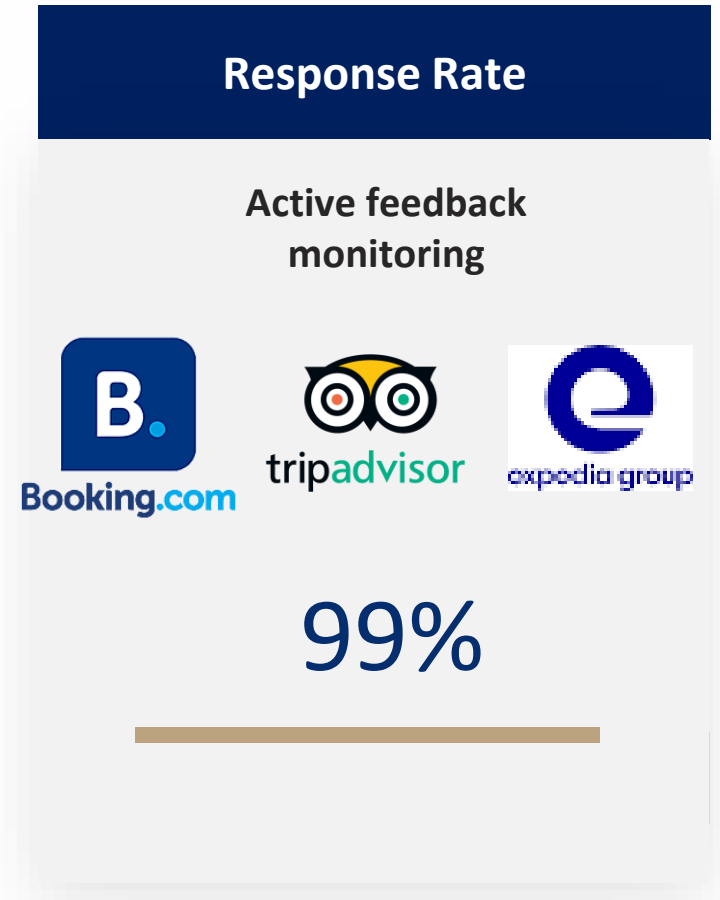 Response Rate
Active feedback
monitoring
B.
Booking.com
tripadvisor
expedia group
99%